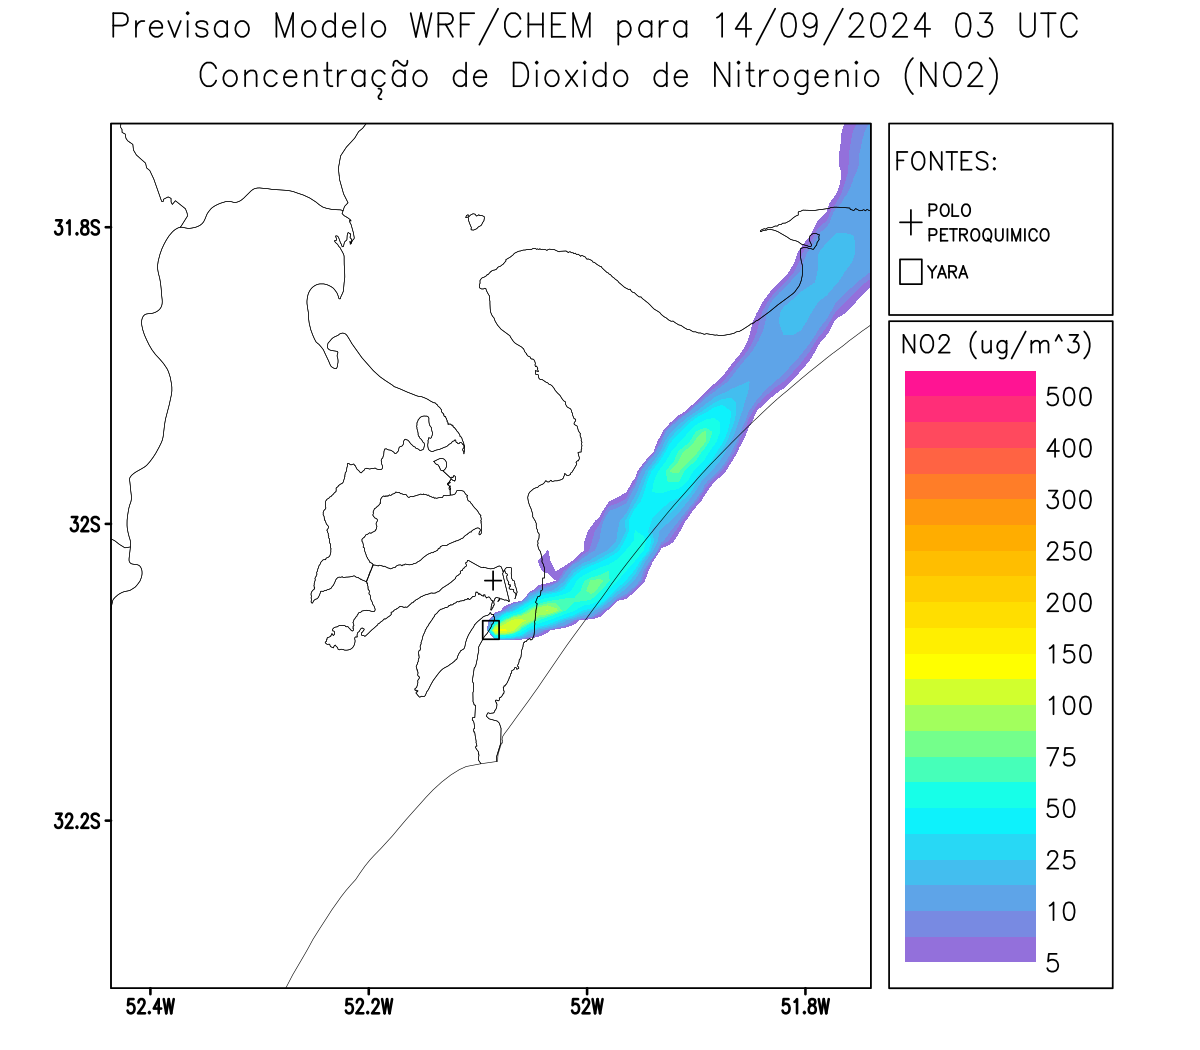 Previsao Modelo WRF/CHEM para 14/09/2024 03 UTC
Concentração de Dioxido de Nitrogenio (NO2)
FONTES:
POLO
PETROQUIMICO
YARA
31.8S
32S
32.2S
52.4W
52.2W
52W
51.8W
NO2 (ug/m^3)
500
400
300
250
200
150
100
75
50
25
10
5